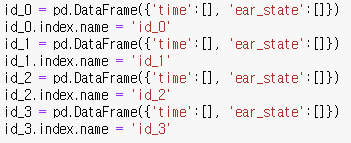 id_0 = pd.DataFrame({'time':[], 'ear_state':[]})
id_0.index.name = 'id_0'
id_1 = pd.DataFrame({'time':[], 'ear_state':[]})
id_1.index.name = 'id_1'
id_2 = pd.DataFrame({'time':[], 'ear_state':[]})
id_2.index.name = 'id_2'
id_3 = pd.DataFrame({'time':[], 'ear_state':[]})
id_3.index.name = 'id_3'